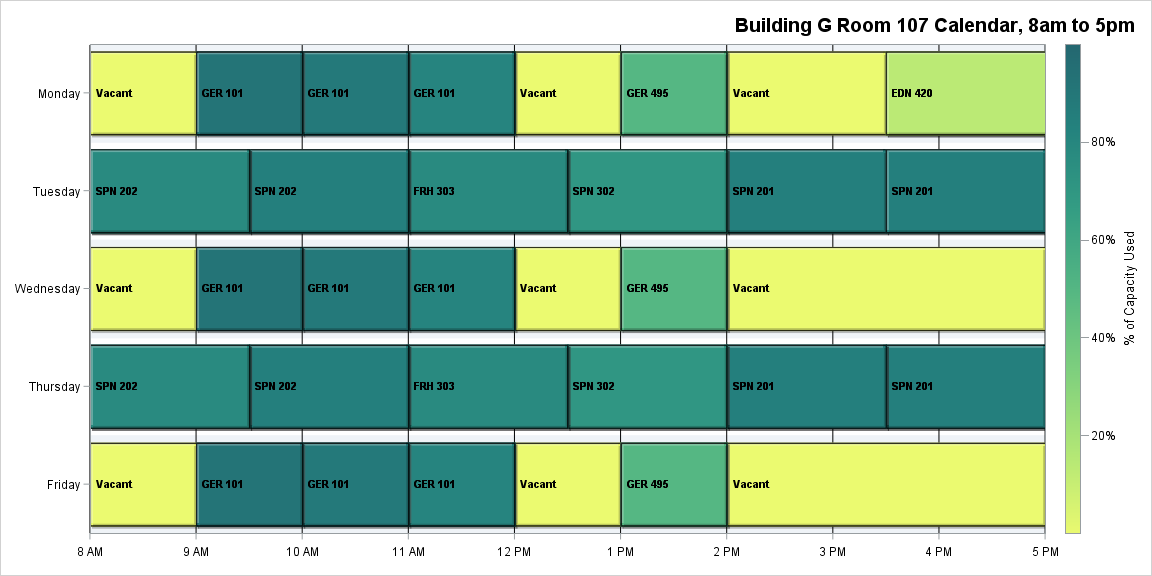 Building G Room 107 Calendar, 8am to 5pm
Monday
Vacant
GER 101
GER 101
GER 101
Vacant
GER 495
Vacant
EDN 420
Tuesday
SPN 202
SPN 202
FRH 303
SPN 302
SPN 201
SPN 201
Wednesday
Vacant
GER 101
GER 101
GER 101
Vacant
GER 495
Vacant
Thursday
SPN 202
SPN 202
FRH 303
SPN 302
SPN 201
SPN 201
Friday
Vacant
GER 101
GER 101
GER 101
Vacant
GER 495
Vacant
8 AM
9 AM
10 AM
11 AM
12 PM
1 PM
2 PM
3 PM
4 PM
5 PM
80%
60%
40%
20%
% of Capacity Used